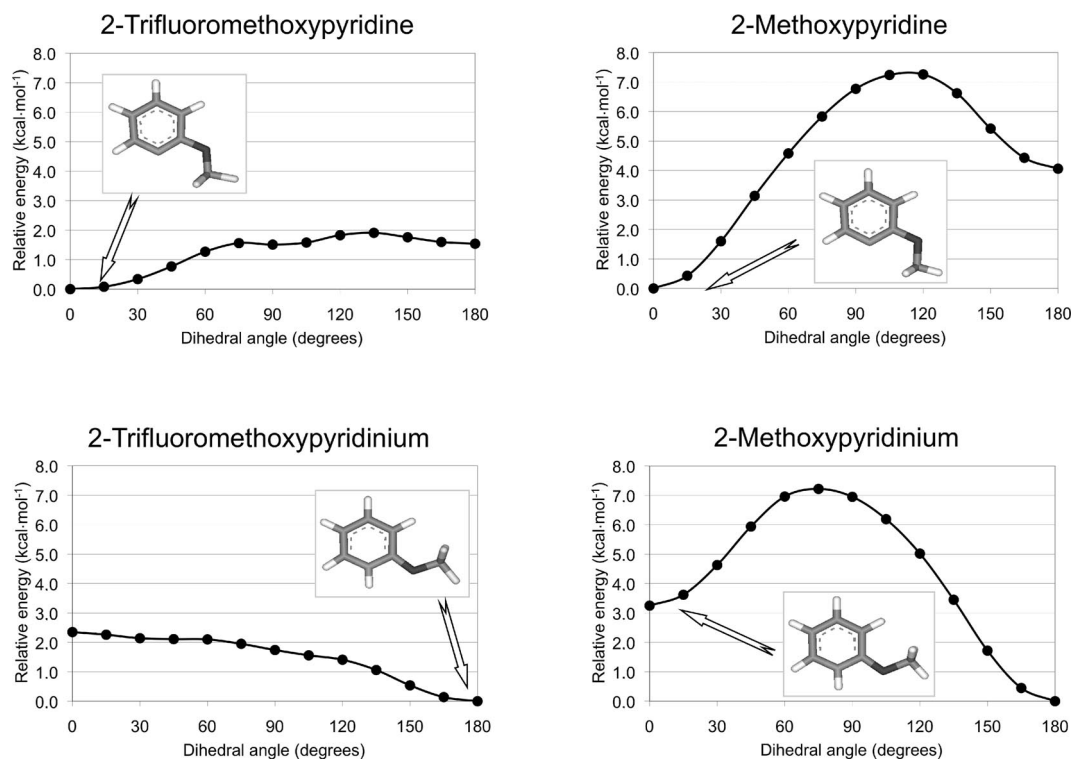 2-Trifluoromethoxypyridine
Relative energy (kcal·mol⁻¹)
8.0
7.0
6.0
5.0
4.0
3.0
2.0
1.0
0.0
0 30 60 90 120 150 180
Dihedral angle (degrees)
2-Methoxypyridine
Relative energy (kcal·mol⁻¹)
8.0
7.0
6.0
5.0
4.0
3.0
2.0
1.0
0.0
0 30 60 90 120 150 180
Dihedral angle (degrees)
2-Trifluoromethoxypyridinium
Relative energy (kcal·mol⁻¹)
8.0
7.0
6.0
5.0
4.0
3.0
2.0
1.0
0.0
0 30 60 90 120 150 180
Dihedral angle (degrees)
2-Methoxypyridinium
Relative energy (kcal·mol⁻¹)
8.0
7.0
6.0
5.0
4.0
3.0
2.0
1.0
0.0
0 30 60 90 120 150 180
Dihedral angle (degrees)